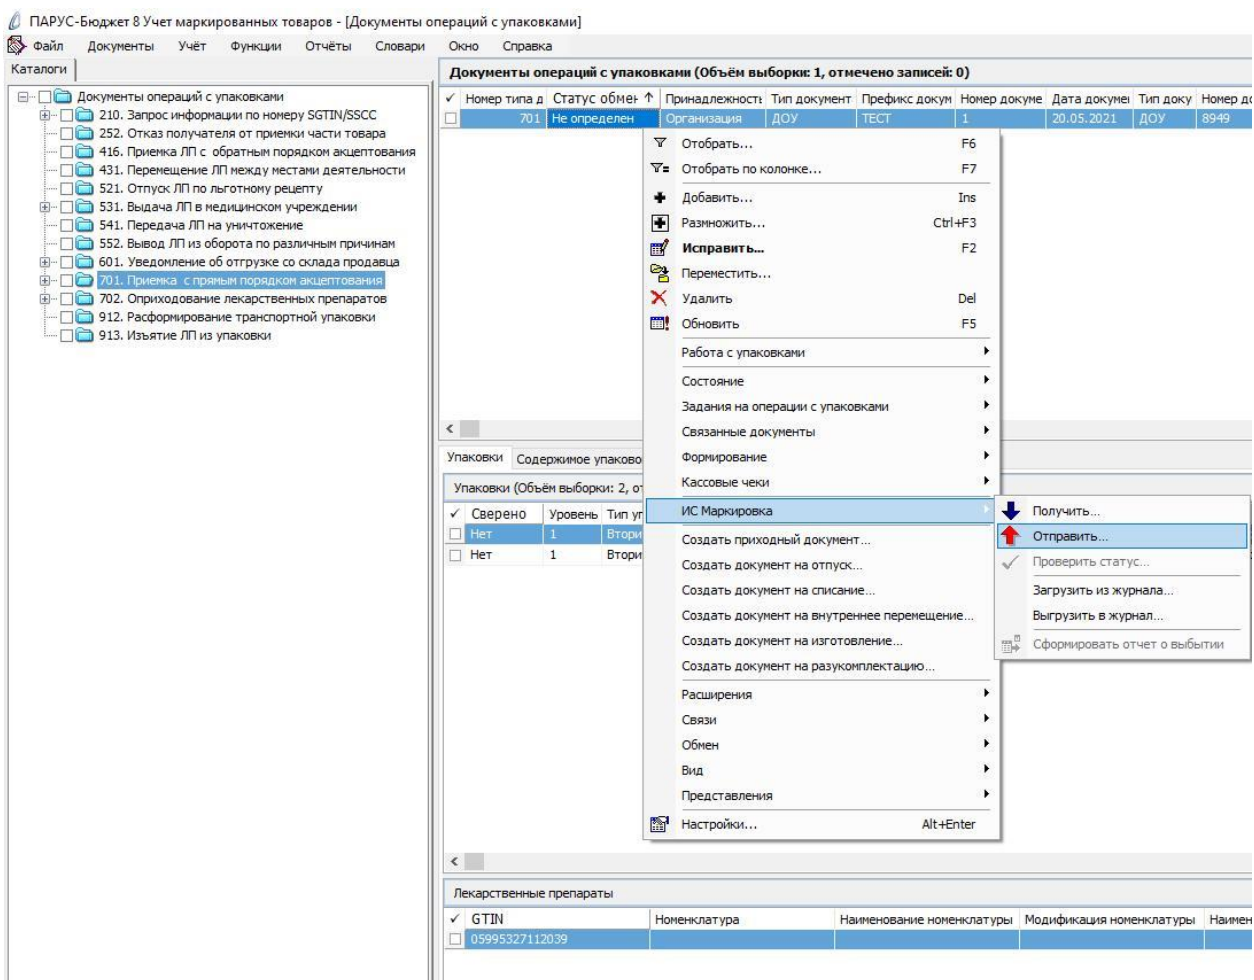 ПАРУС-Бюджет 8 Учет маркированных товаров - [Документы операций с упаковками]
Файл Документы Учёт Функции Отчёты Словари Окно Справка
Каталоги
Документы операций с упаковками
210. Запрос информации по номеру SGTIN/SSCC
252. Отказ получателя от приемки части товара
416. Приемка ЛП с обратным порядком акцептования
431. Перемещение ЛП между местами деятельности
521. Отпуск ЛП по льготному рецепту
531. Выдача ЛП в медицинском учреждении
541. Передача ЛП на уничтожение
552. Вывод ЛП из оборота по различным причинам
601. Уведомление об отгрузке со склада продавца
701. Приемка с прямым порядком акцептования
702. Оприходование лекарственных препаратов
912. Расформирование транспортной упаковки
913. Изъятие ЛП из упаковки
Документы операций с упаковками (Объём выборки: 1, отмечено записей: 0)
Номер типа д Статус обмен Принадлежность Тип документ Префикс докум Номер докуме Дата докумен Тип доку Номер до
701 Не определен Организация ДОУ ТЕСТ 1 20.05.2021 ДОУ 8949
Отобрать... F6
Отобрать по колонке... F7
Добавить... Ins
Размножить... Ctrl+F3
Исправить... F2
Переместить...
Удалить Del
Обновить F5
Работа с упаковками
Состояние
Задания на операции с упаковками
Связанные документы
Формирование
Кассовые чеки
ИС Маркировка
Создать приходный документ...
Создать документ на отпуск...
Создать документ на списание...
Создать документ на внутреннее перемещение...
Создать документ на изготовление...
Создать документ на разукомплектацию...
Расширения
Связи
Обмен
Вид
Представления
Настройки... Alt+Enter
Получить...
Отправить...
Проверить статус...
Загрузить из журнала...
Выгрузить в журнал...
Сформировать отчет о выбытии
Упаковки Содержимое упаково
Упаковки (Объём выборки: 2, от
Сверено Уровень Тип уп
Нет 1 Втори
Нет 1 Втори
Лекарственные препараты
GTIN Номенклатура Наименование номенклатуры Модификация номенклатуры Наимен
05995327112039